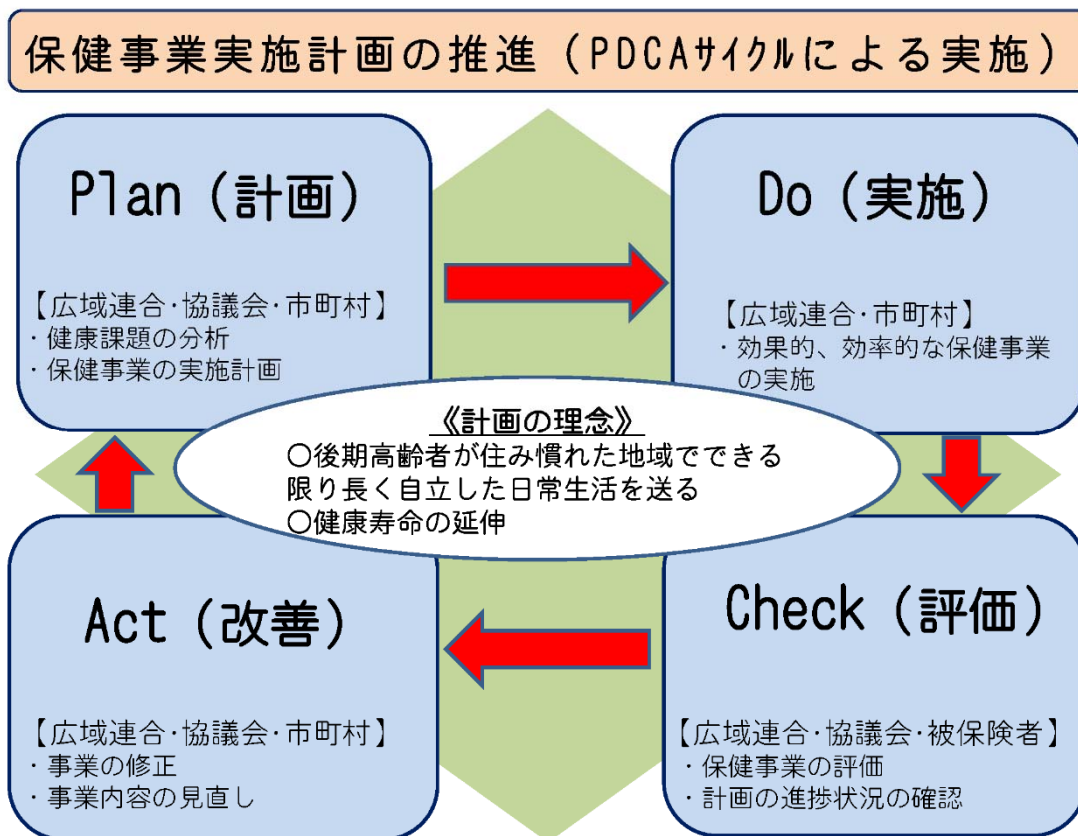 保健事業実施計画の推進（PDCAｻｲｸﾙによる実施）
Plan（計画）
【広域連合･協議会･市町村】
・健康課題の分析
・保健事業の実施計画
Do（実施）
【広域連合･市町村】
・効果的、効率的な保健事業
の実施
《計画の理念》
○後期高齢者が住み慣れた地域でできる
限り長く自立した日常生活を送る
○健康寿命の延伸
Act（改善）
【広域連合･協議会･市町村】
・事業の修正
・事業内容の見直し
Check（評価）
【広域連合･協議会･被保険者】
・保健事業の評価
・計画の進捗状況の確認